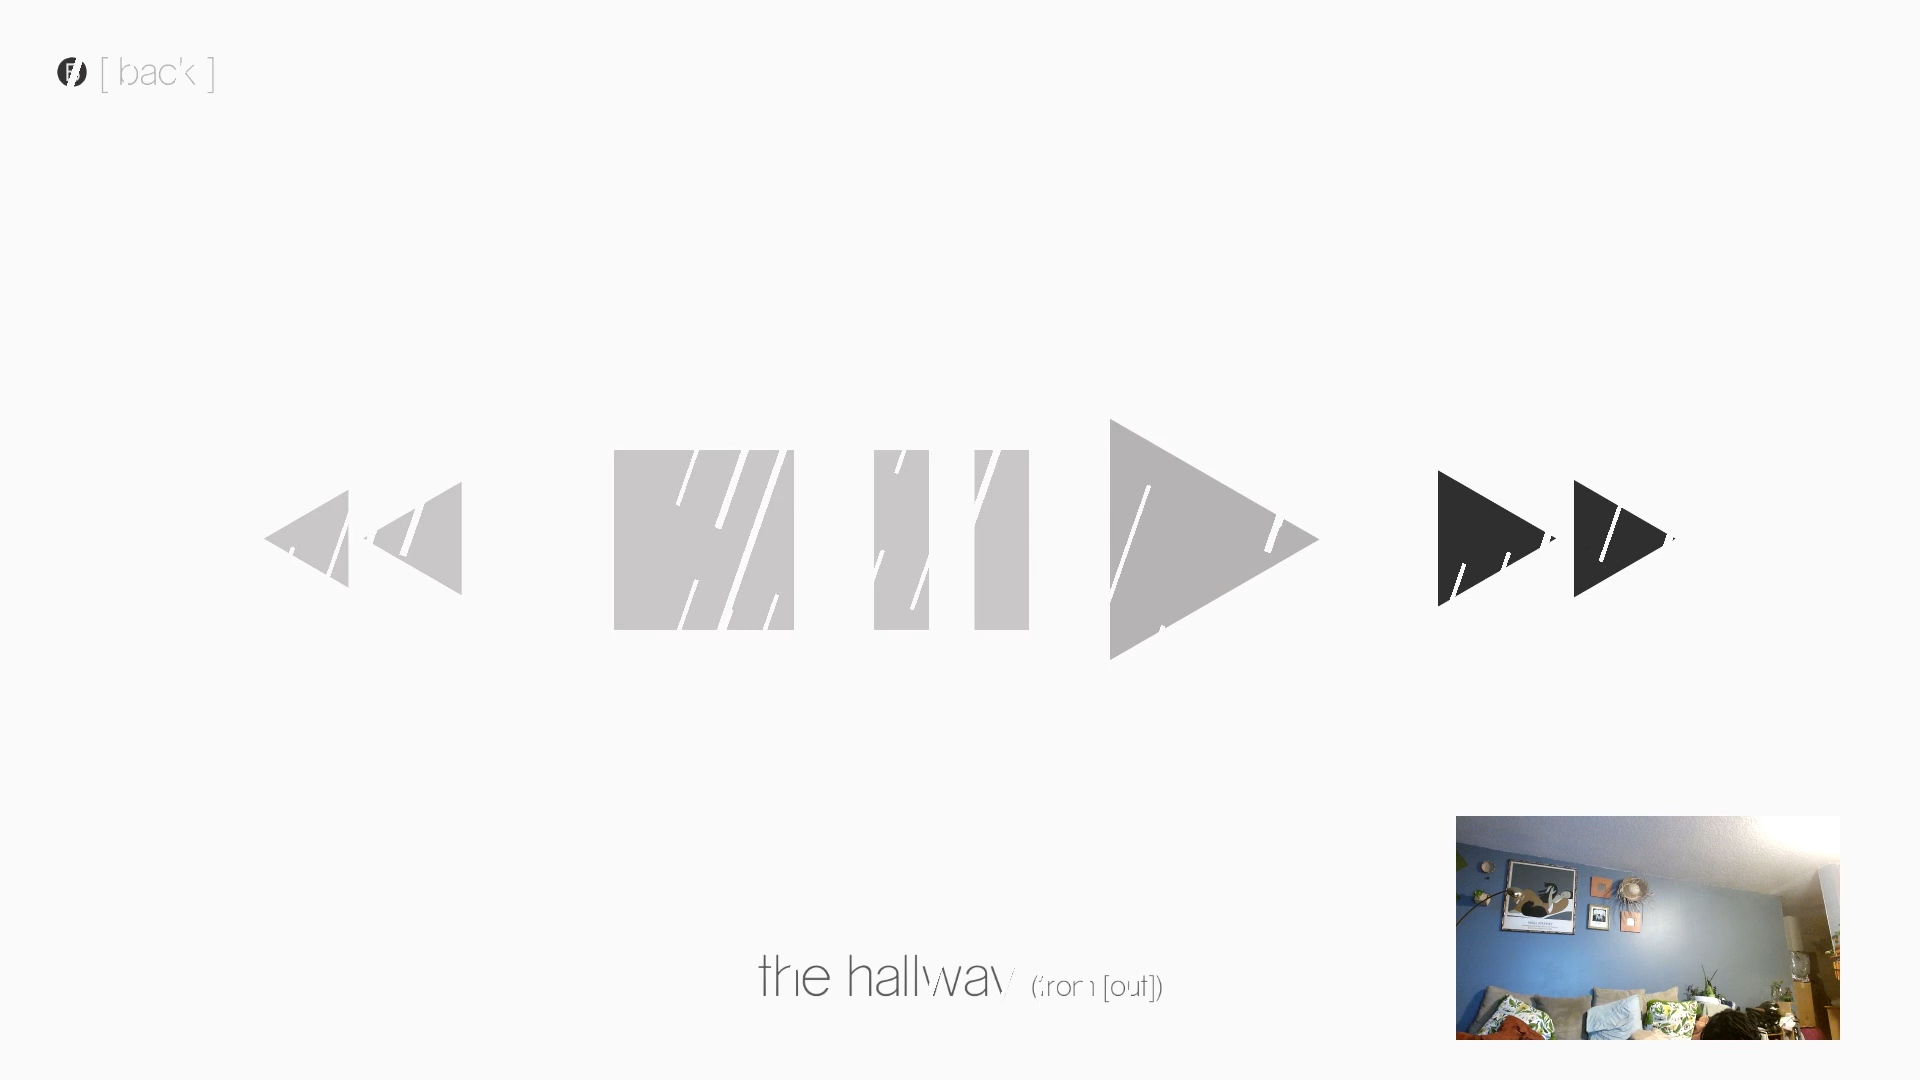 [ back ]
the hallway (from [out])